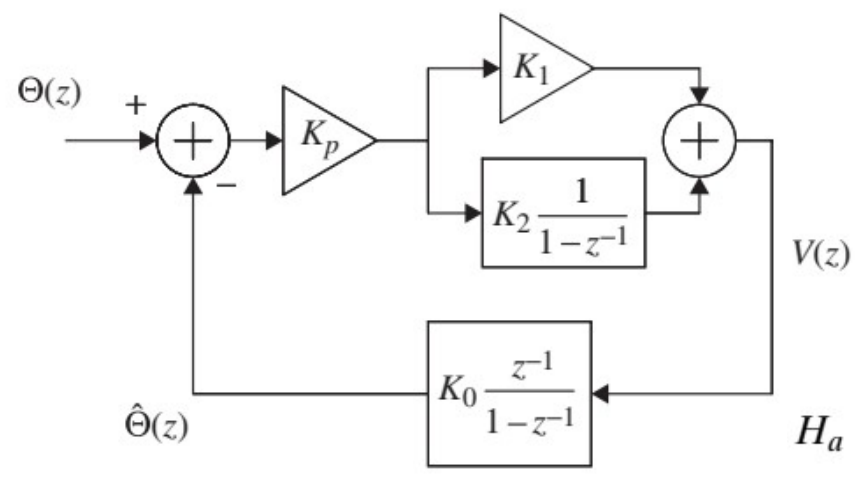 Θ(z)
+
+
−
K_p
K_1
K_2 1/(1−z^{-1})
+
V(z)
K_0 z^{-1}/(1−z^{-1})
Θ̂(z)
H_a